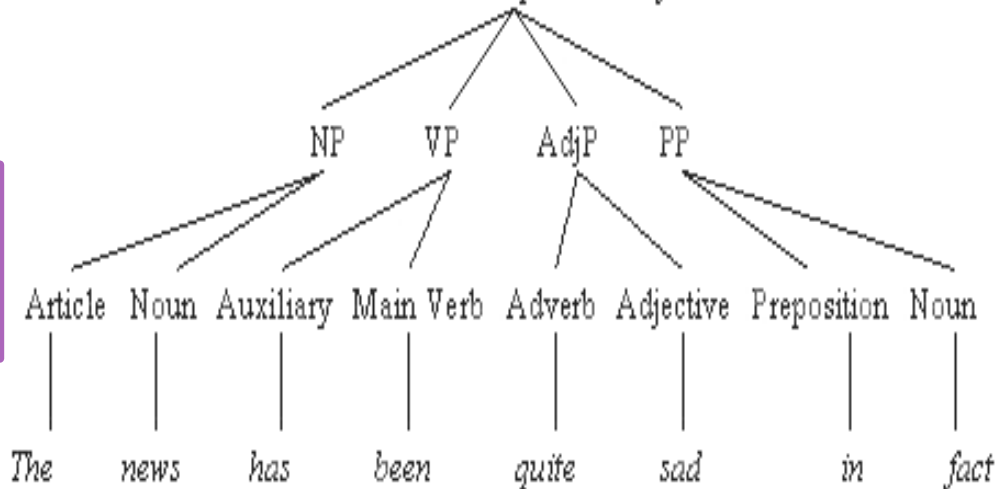 NP VP AdjP PP
Article Noun Auxiliary Main Verb Adverb Adjective Preposition Noun
The news has been quite sad in fact